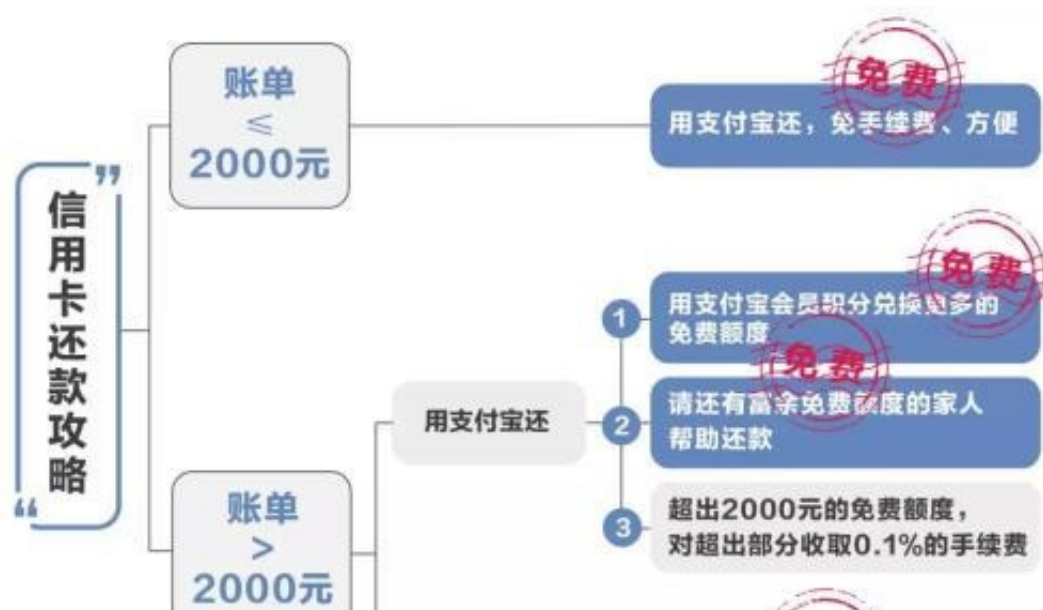 信用卡还款攻略
账单
≤
2000元
免费
用支付宝还，免手续费、方便
账单
>
2000元
用支付宝还
1
免费
用支付宝会员积分兑换更多的
免费额度
2
免费
请还有富余免费额度的家人
帮助还款
3
超出2000元的免费额度，
对超出部分收取0.1%的手续费